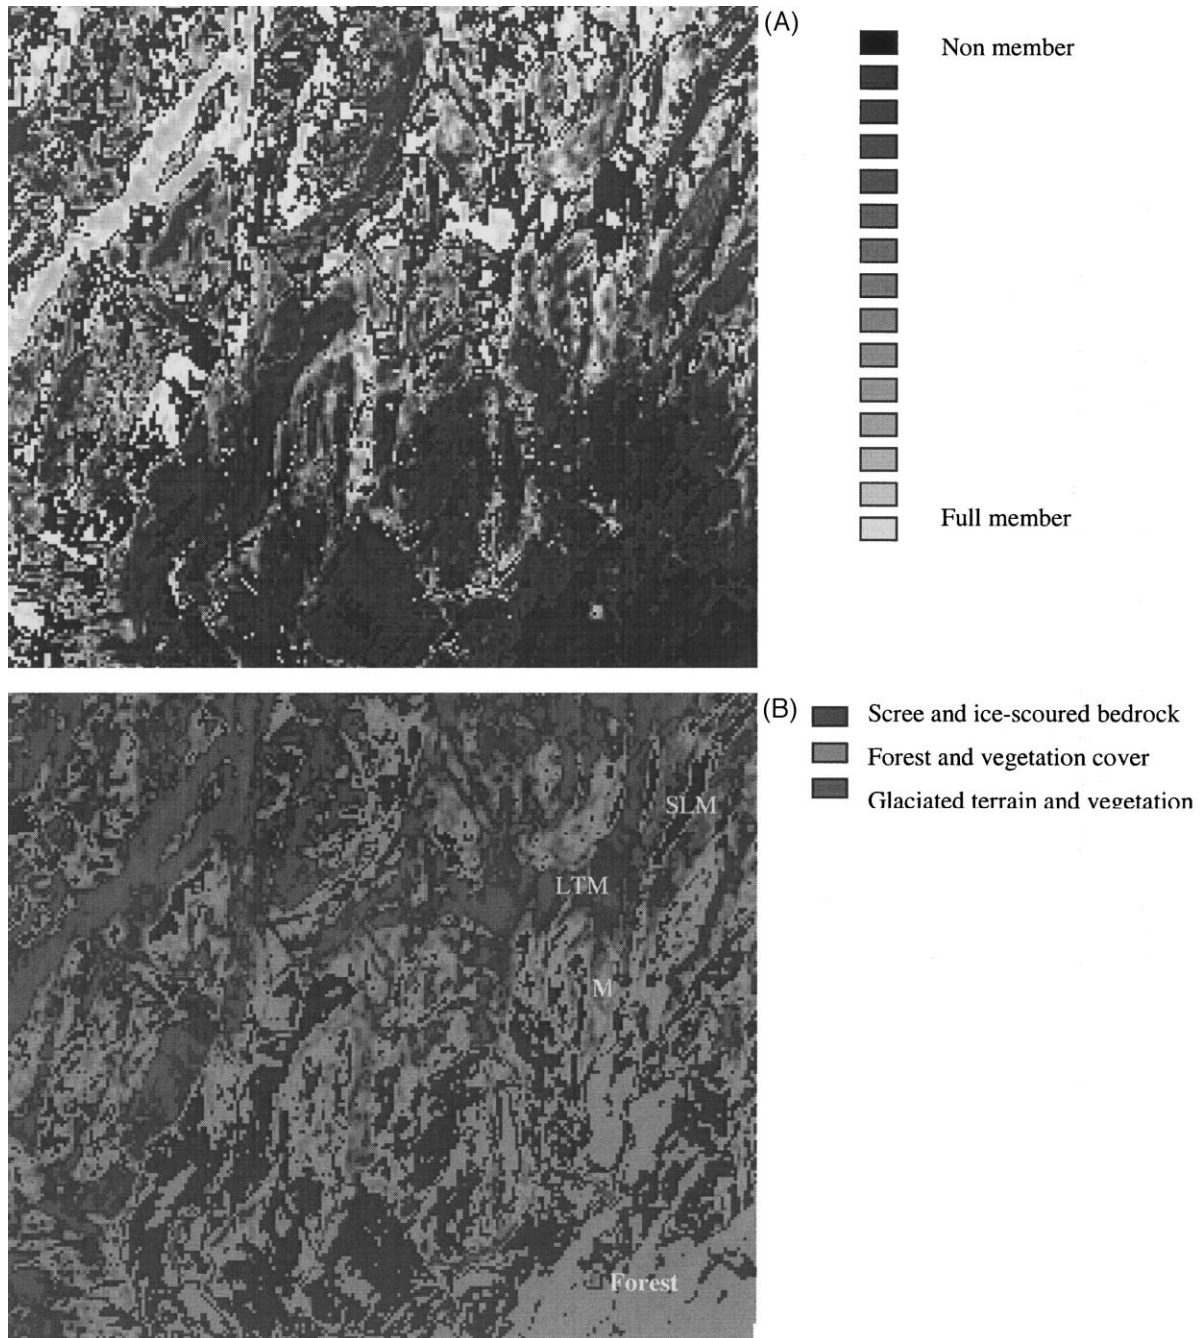 (A)
Non member
Full member
(B)
Scree and ice-scoured bedrock
Forest and vegetation cover
Glaciated terrain and vegetation
SLM
LTM
M
Forest